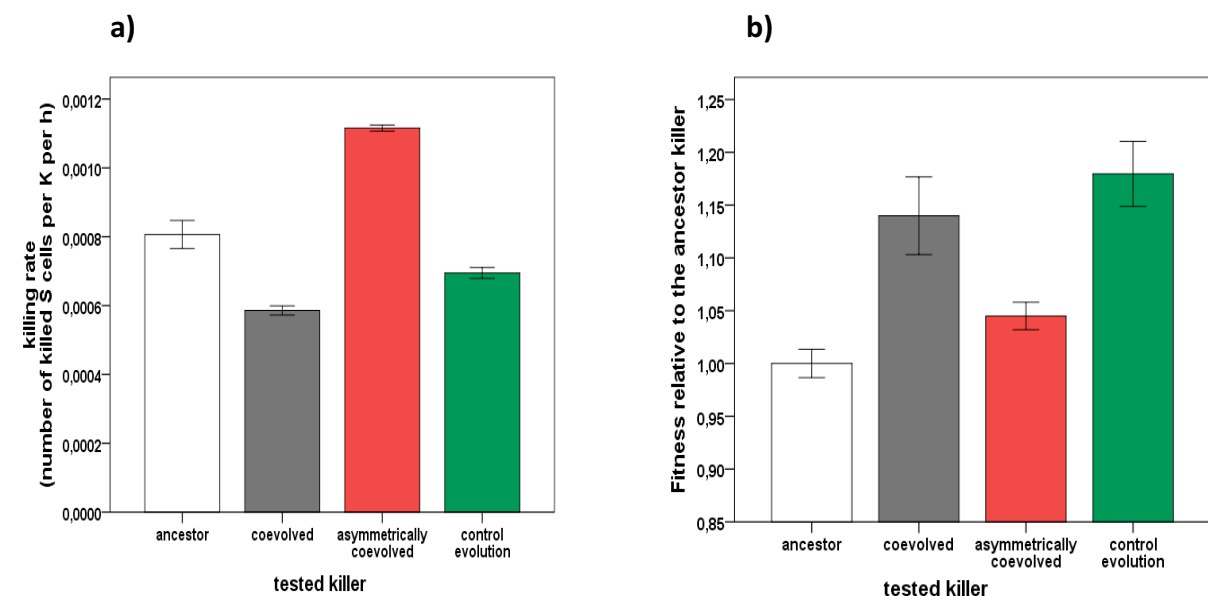 a)
killing rate
(number of killed S cells per K per h)
0,0012
0,0010
0,0008
0,0006
0,0004
0,0002
0,0000
ancestor
coevolved
asymmetrically
coevolved
control
evolution
tested killer
b)
Fitness relative to the ancestor killer
1,25
1,20
1,15
1,10
1,05
1,00
0,95
0,90
0,85
ancestor
coevolved
asymmetrically
coevolved
control
evolution
tested killer